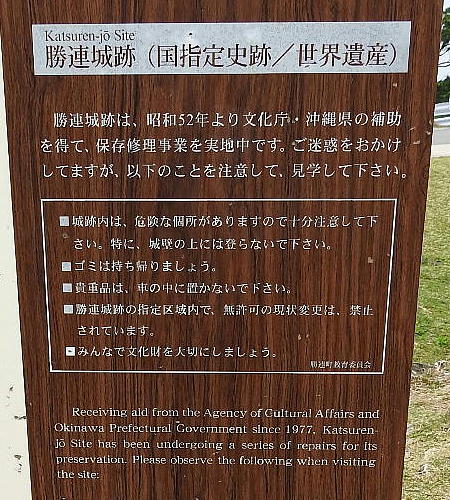 Katsuren-jō Site
勝連城跡（国指定史跡／世界遺産）
勝連城跡は、昭和52年より文化庁・沖縄県の補助
を得て、保存修理事業を実地中です。ご迷惑をおかけ
してますが、以下のことを注意して、見学して下さい。
■城跡内は、危険な個所がありますので十分注意して下
さい。特に、城壁の上には登らないで下さい。
■ゴミは持ち帰りましょう。
■貴重品は、車の中に置かないで下さい。
■勝連城跡の指定区域内で、無許可の現状変更は、禁止
されています。
■みんなで文化財を大切にしましょう。
勝連町教育委員会
Receiving aid from the Agency of Cultural Affairs and
Okinawa Prefectural Government since 1977, Katsuren-
jō Site has been undergoing a series of repairs for its
preservation. Please observe the following when visiting
the site: